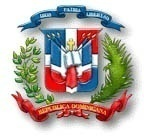 DIOS PATRIA LIBERTAD
REPUBLICA DOMINICANA